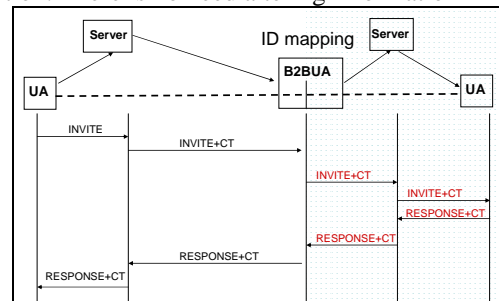 Server
ID mapping
Server
B2BUA
UA
UA
INVITE
INVITE+CT
INVITE+CT
INVITE+CT
RESPONSE+CT
RESPONSE+CT
RESPONSE+CT
RESPONSE+CT